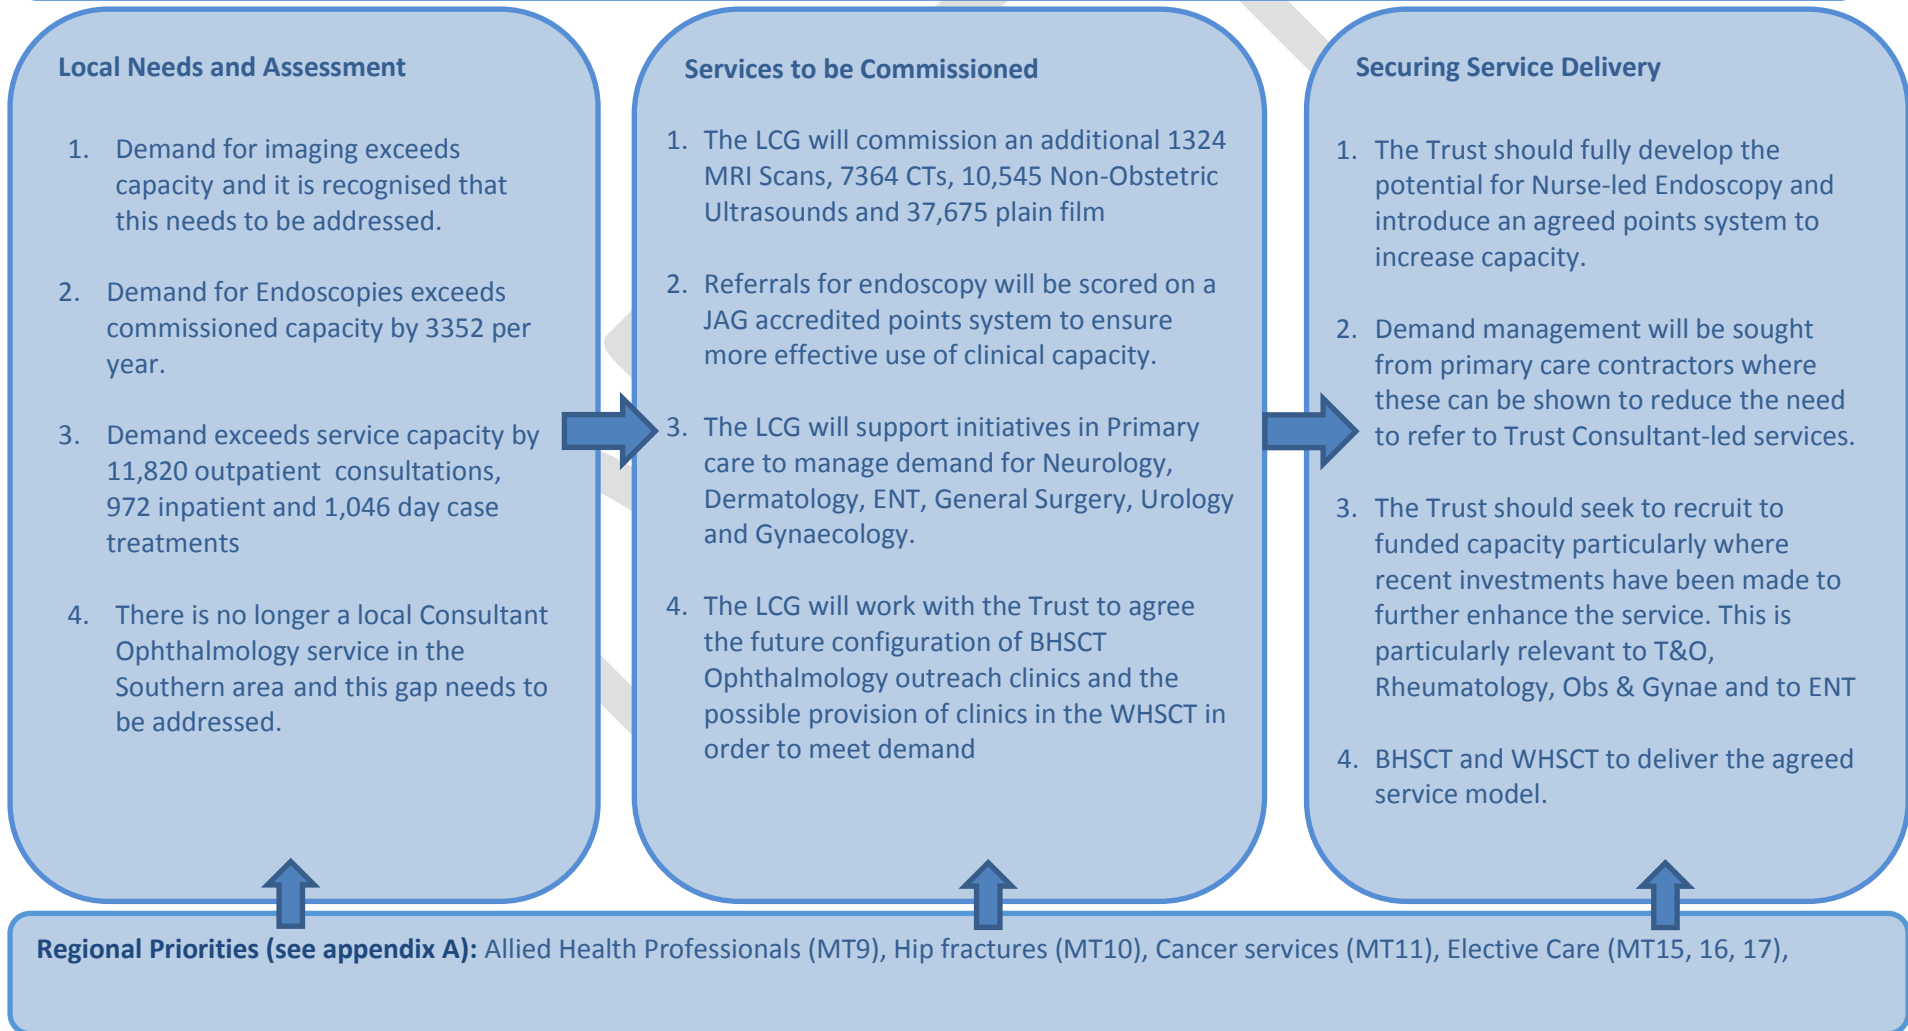 Local Needs and Assessment
1. Demand for imaging exceeds
capacity and it is recognised that
this needs to be addressed.
2. Demand for Endoscopies exceeds
commissioned capacity by 3352 per
year.
3. Demand exceeds service capacity by
11,820 outpatient consultations,
972 inpatient and 1,046 day case
treatments
4. There is no longer a local Consultant
Ophthalmology service in the
Southern area and this gap needs to
be addressed.
Services to be Commissioned
1. The LCG will commission an additional 1324
MRI Scans, 7364 CTs, 10,545 Non-Obstetric
Ultrasounds and 37,675 plain film
2. Referrals for endoscopy will be scored on a
JAG accredited points system to ensure
more effective use of clinical capacity.
3. The LCG will support initiatives in Primary
care to manage demand for Neurology,
Dermatology, ENT, General Surgery, Urology
and Gynaecology.
4. The LCG will work with the Trust to agree
the future configuration of BHSCT
Ophthalmology outreach clinics and the
possible provision of clinics in the WHSCT in
order to meet demand
Securing Service Delivery
1. The Trust should fully develop the
potential for Nurse-led Endoscopy and
introduce an agreed points system to
increase capacity.
2. Demand management will be sought
from primary care contractors where
these can be shown to reduce the need
to refer to Trust Consultant-led services.
3. The Trust should seek to recruit to
funded capacity particularly where
recent investments have been made to
further enhance the service. This is
particularly relevant to T&O,
Rheumatology, Obs & Gynae and to ENT
4. BHSCT and WHSCT to deliver the agreed
service model.
Regional Priorities (see appendix A): Allied Health Professionals (MT9), Hip fractures (MT10), Cancer services (MT11), Elective Care (MT15, 16, 17),